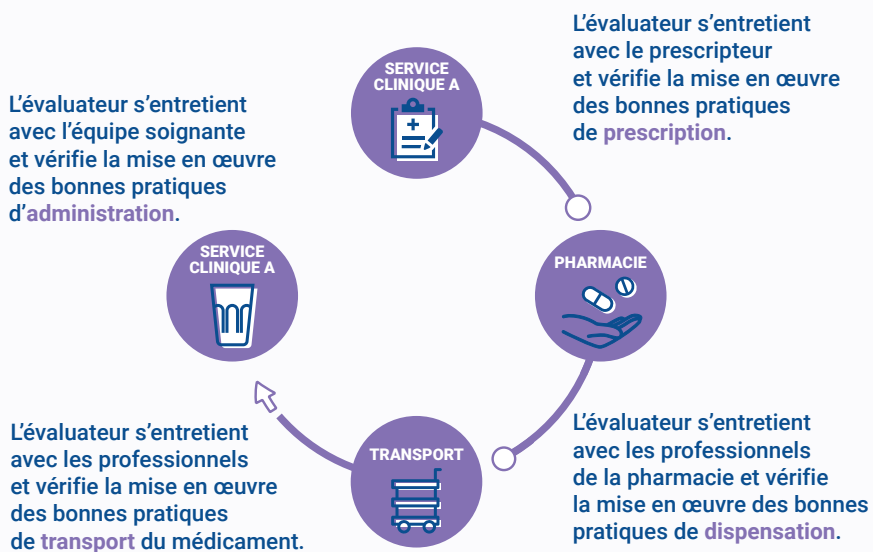 SERVICE
CLINIQUE A
L’évaluateur s’entretient
avec le prescripteur
et vérifie la mise en œuvre
des bonnes pratiques
de prescription.
PHARMACIE
L’évaluateur s’entretient
avec les professionnels
de la pharmacie et vérifie
la mise en œuvre des bonnes
pratiques de dispensation.
TRANSPORT
L’évaluateur s’entretient
avec les professionnels
et vérifie la mise en œuvre
des bonnes pratiques
de transport du médicament.
SERVICE
CLINIQUE A
L’évaluateur s’entretient
avec l’équipe soignante
et vérifie la mise en œuvre
des bonnes pratiques
d’administration.